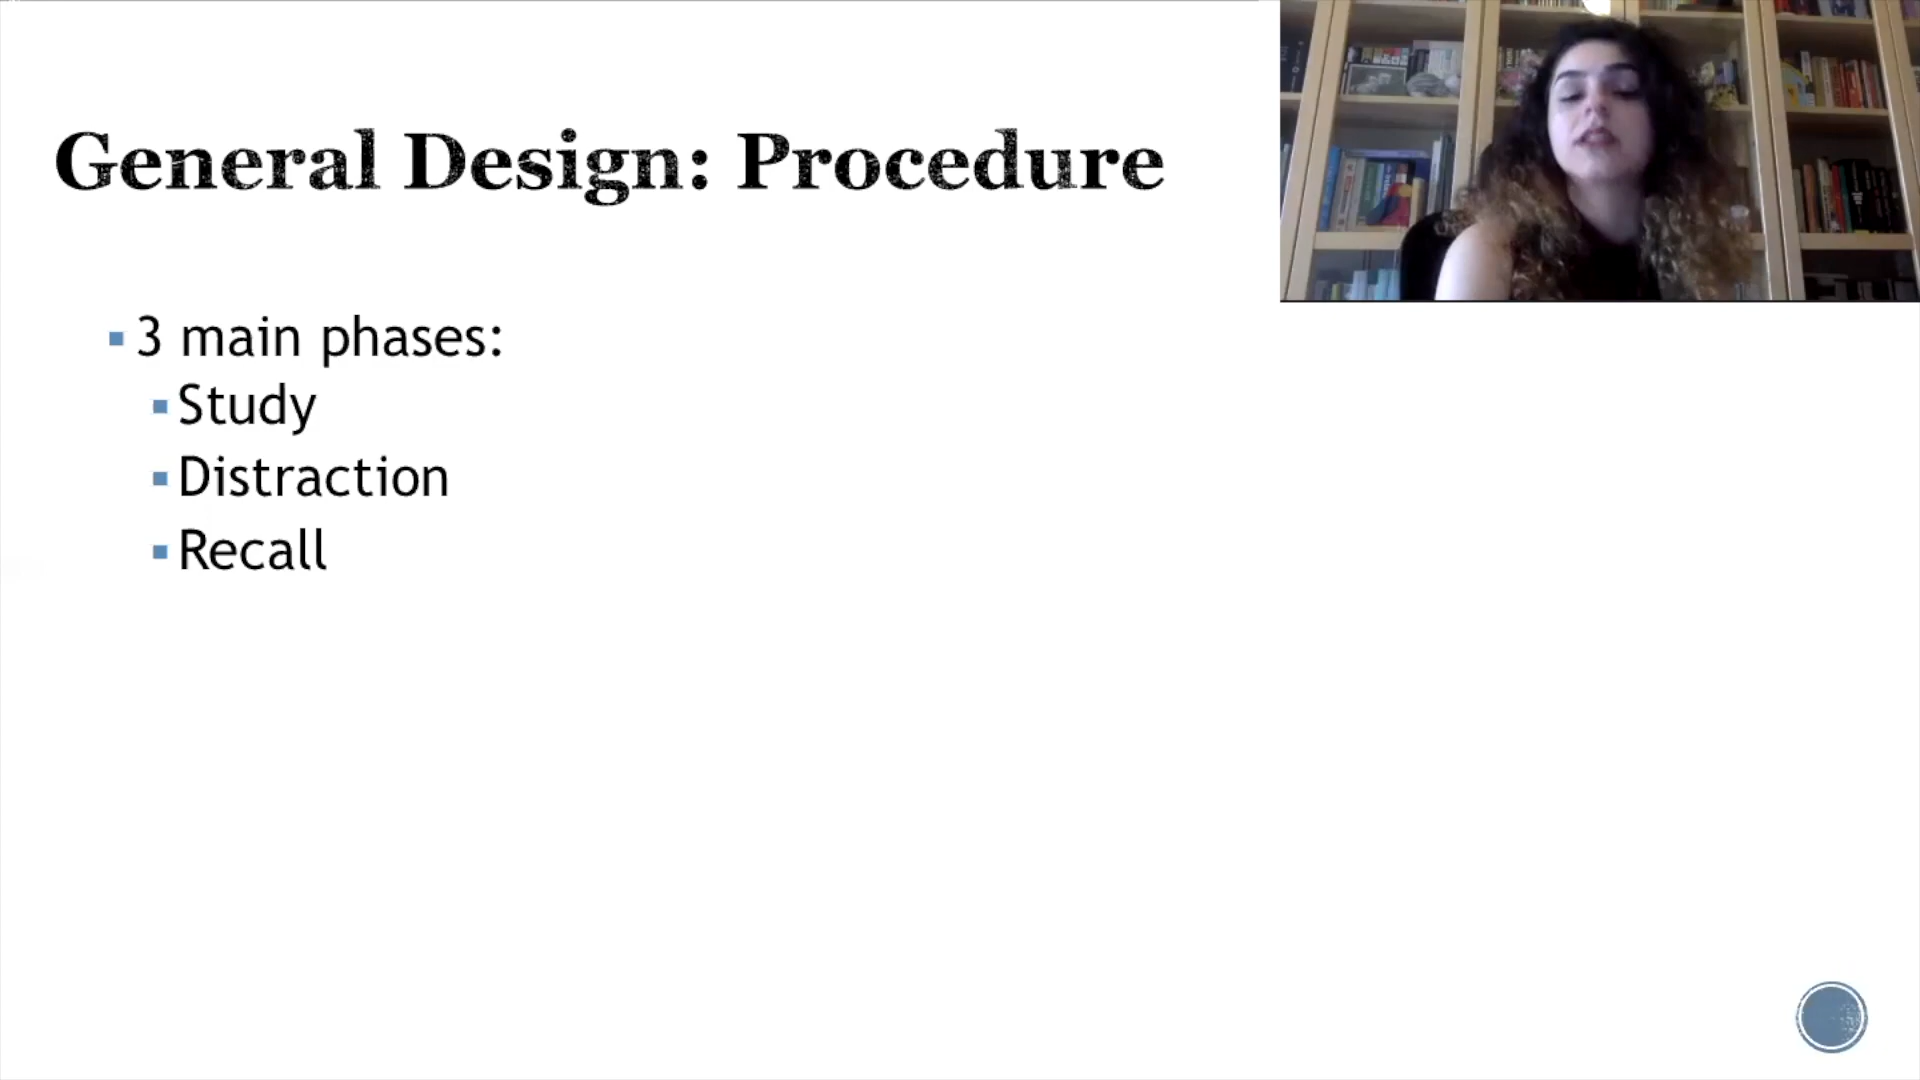 General Design: Procedure
3 main phases:
Study
Distraction
Recall